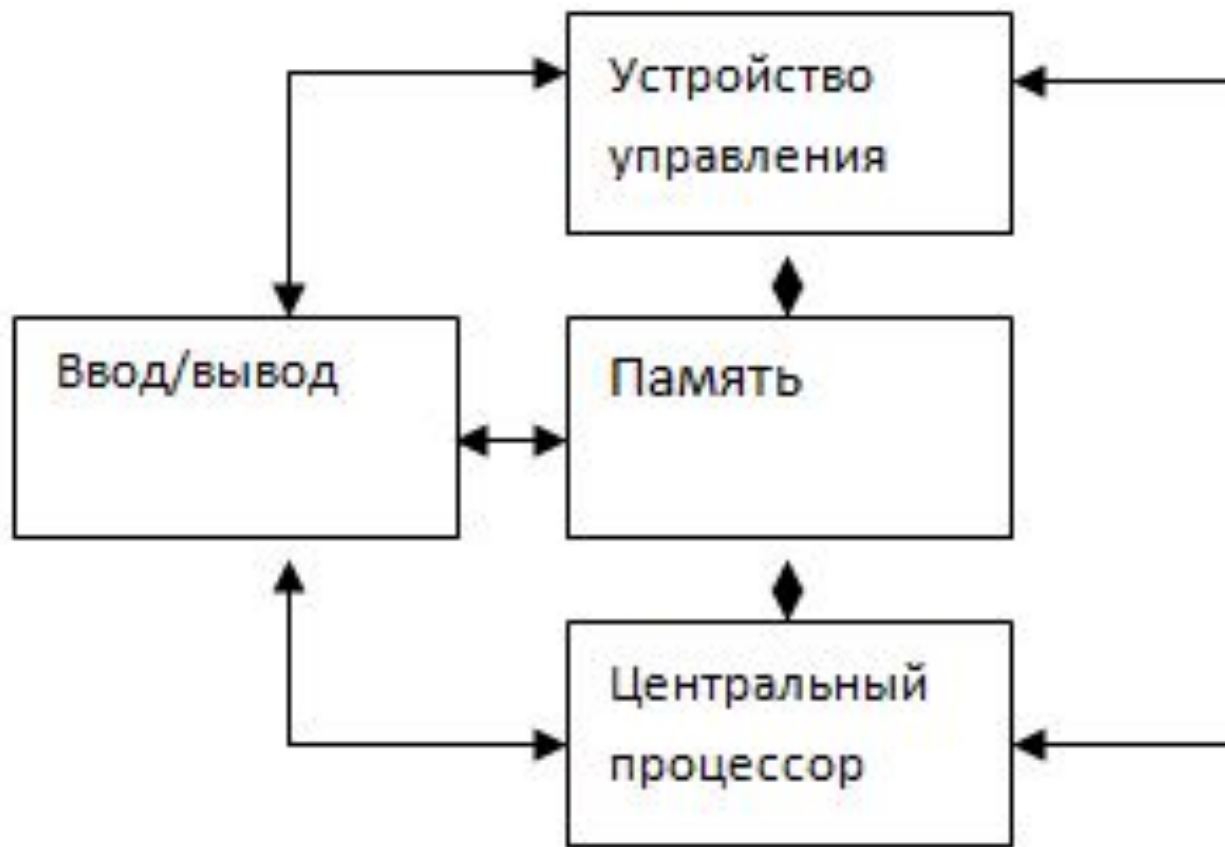 Устройство
управления
Ввод/вывод
Память
Центральный
процессор